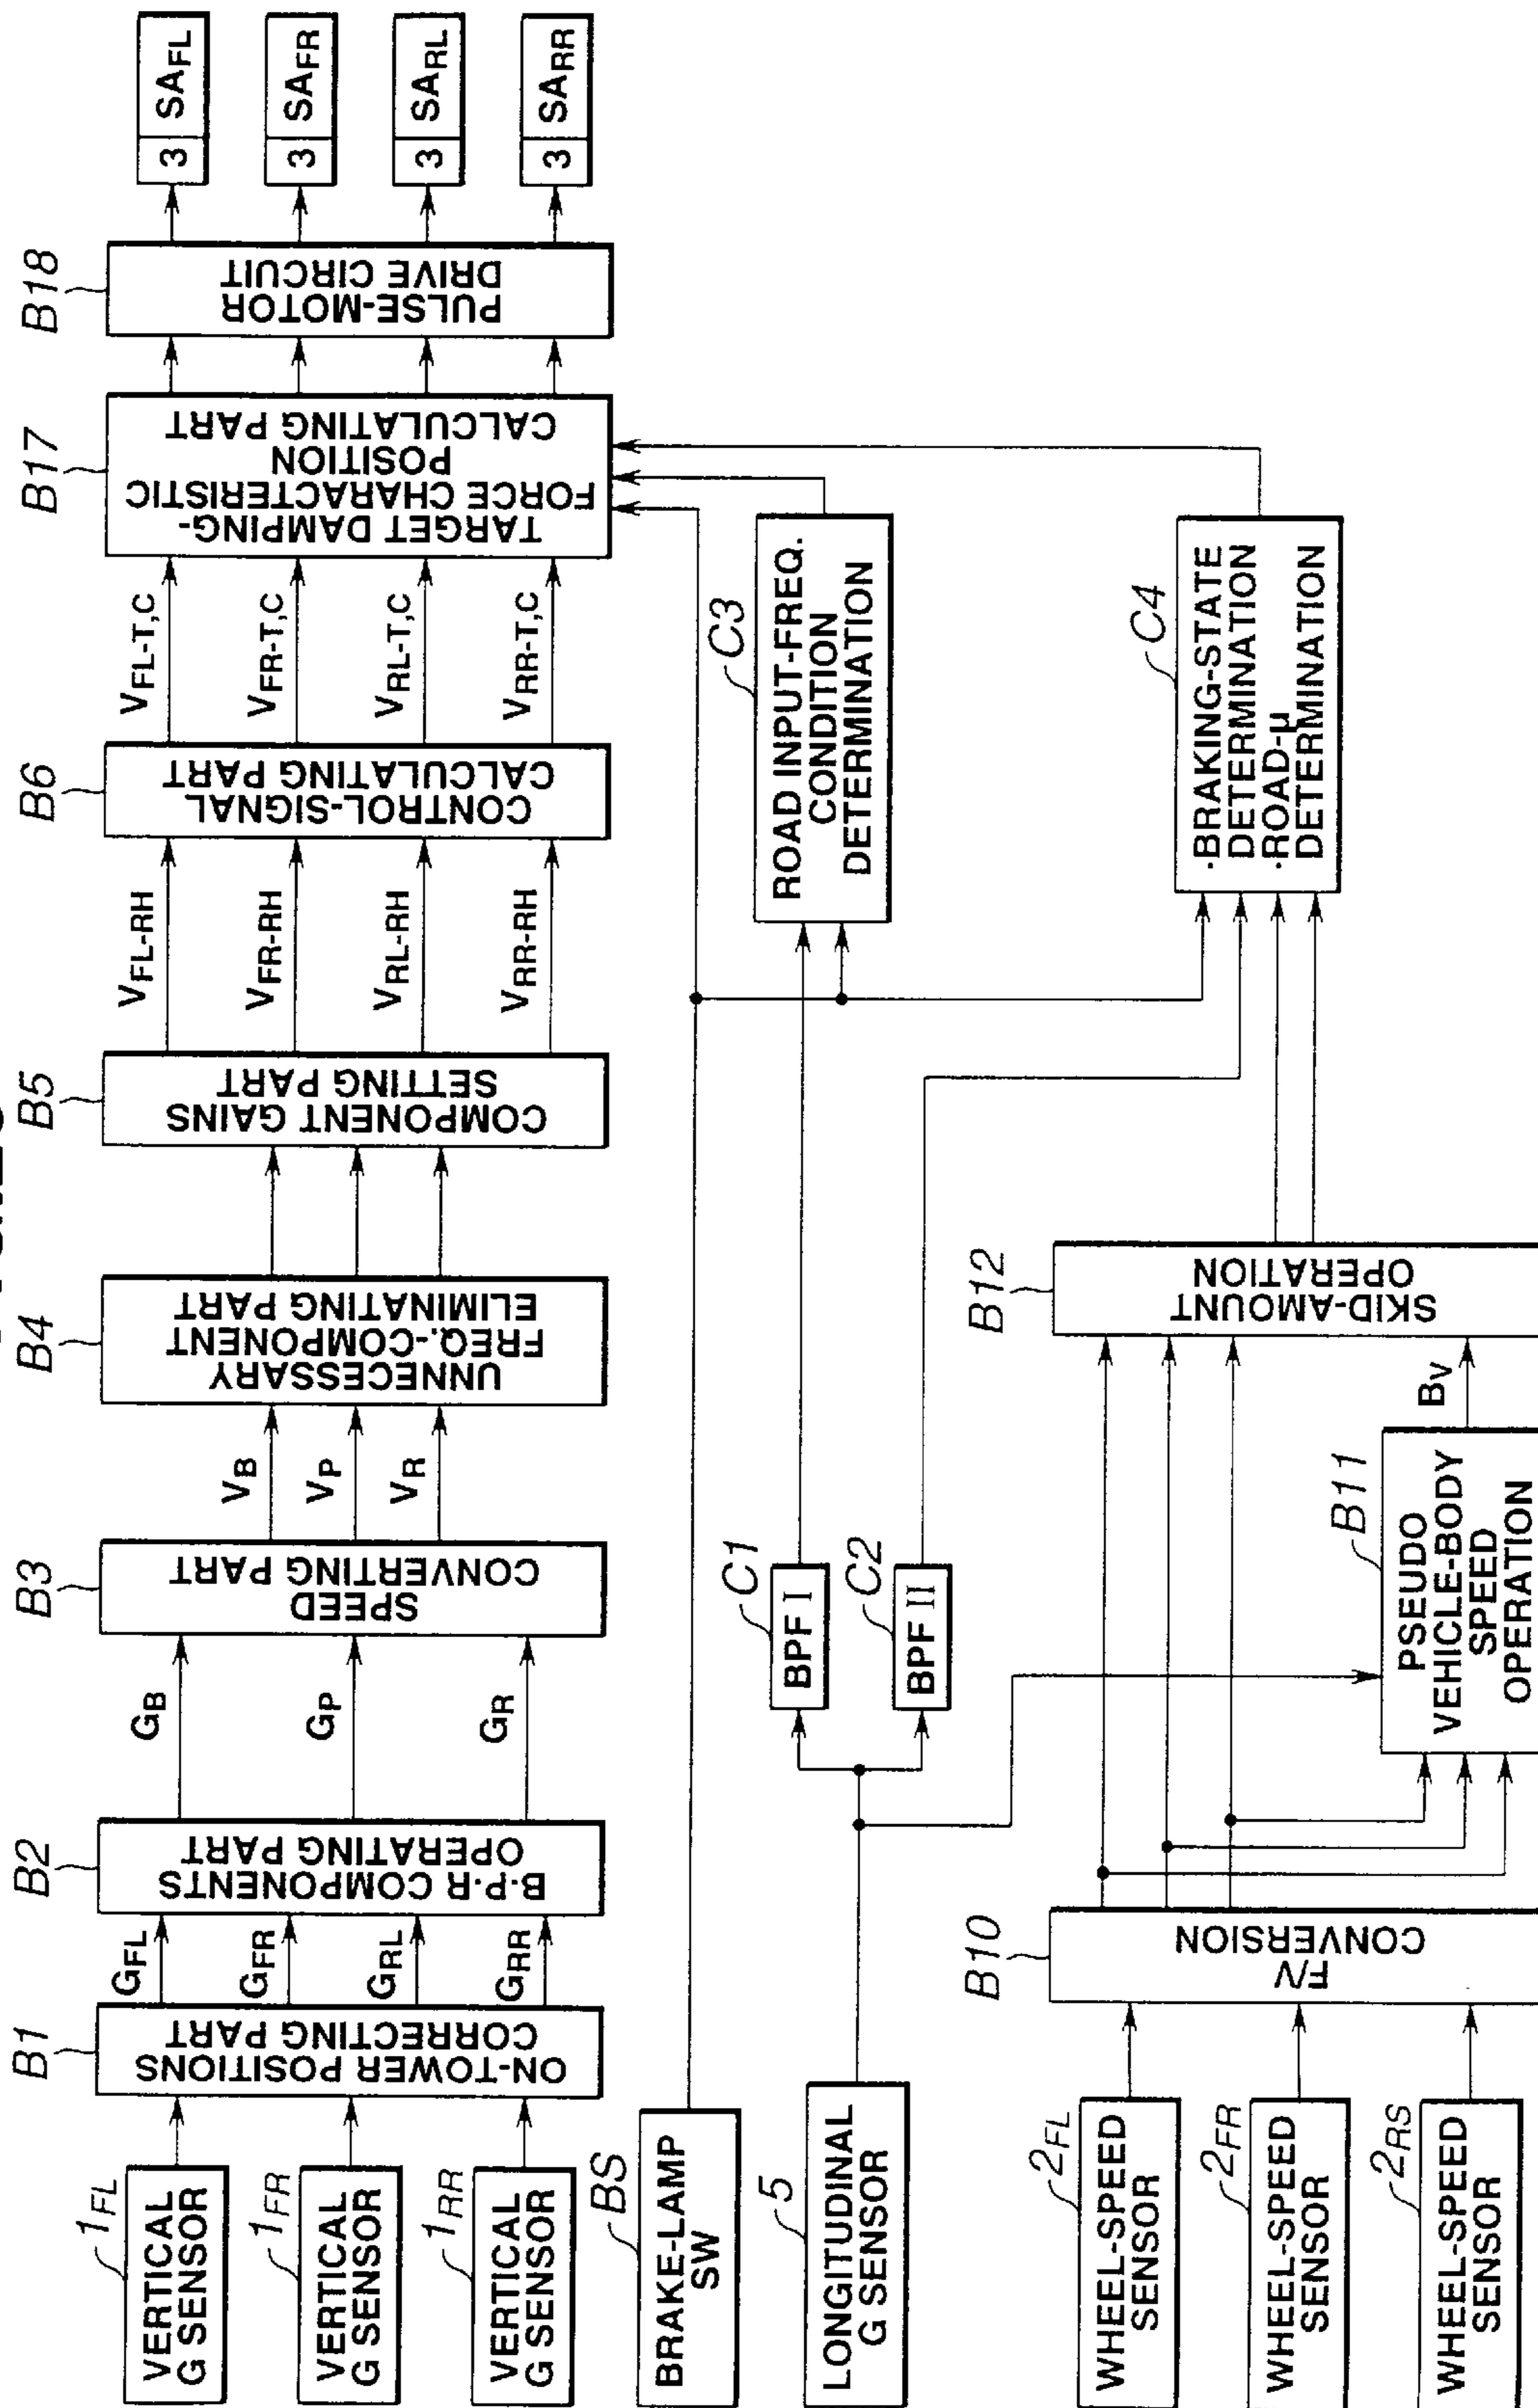 1FL
VERTICAL
G SENSOR
1FR
VERTICAL
G SENSOR
1RR
VERTICAL
G SENSOR
BS
BRAKE-LAMP
SW
5
LONGITUDINAL
G SENSOR
2FL
WHEEL-SPEED
SENSOR
2FR
WHEEL-SPEED
SENSOR
2RS
WHEEL-SPEED
SENSOR
B1
ON-TOWER POSITIONS
CORRECTING PART
GFL
GFR
GRL
GRR
B2
B·P·R COMPONENTS
OPERATING PART
GB
GP
GR
B3
SPEED
CONVERTING PART
VB
VP
VR
B4
UNNECESSARY
FREQ.-COMPONENT
ELIMINATING PART
B5
COMPONENT GAINS
SETTING PART
VFL-RH
VFR-RH
VRL-RH
VRR-RH
B6
CONTROL-SIGNAL
CALCULATING PART
VFL-T,C
VFR-T,C
VRL-T,C
VRR-T,C
B17
TARGET DAMPING-
FORCE CHARACTERISTIC
POSITION
CALCULATING PART
B18
PULSE-MOTOR
DRIVE CIRCUIT
3 SAFL
3 SAFR
3 SARL
3 SARR
C1
BPF I
C2
BPF II
C3
ROAD INPUT-FREQ.
CONDITION
DETERMINATION
C4
·BRAKING-STATE
DETERMINATION
·ROAD-μ
DETERMINATION
B10
F/V
CONVERSION
B11
PSEUDO
VEHICLE-BODY
SPEED
OPERATION
BV
B12
SKID-AMOUNT
OPERATION